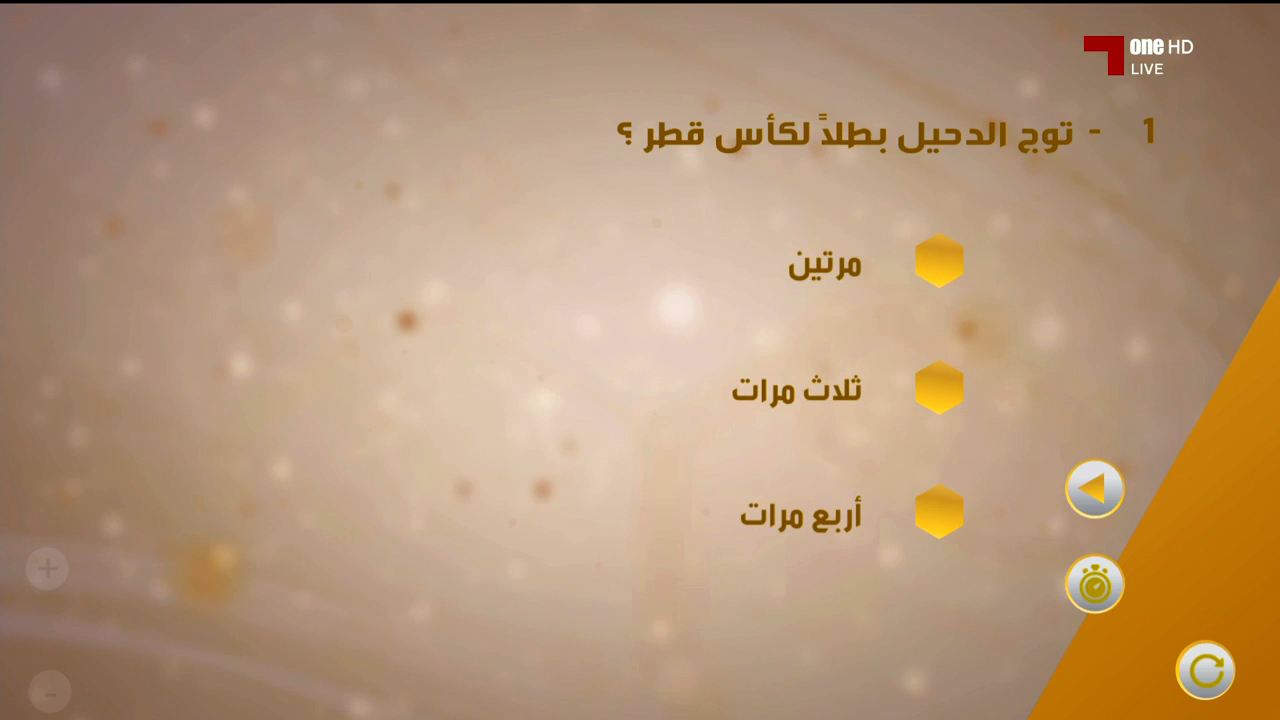 one HD
LIVE
1 - توج الدحيل بطلاً لكأس قطر ؟
مرتين
ثلاث مرات
أربع مرات
+
-